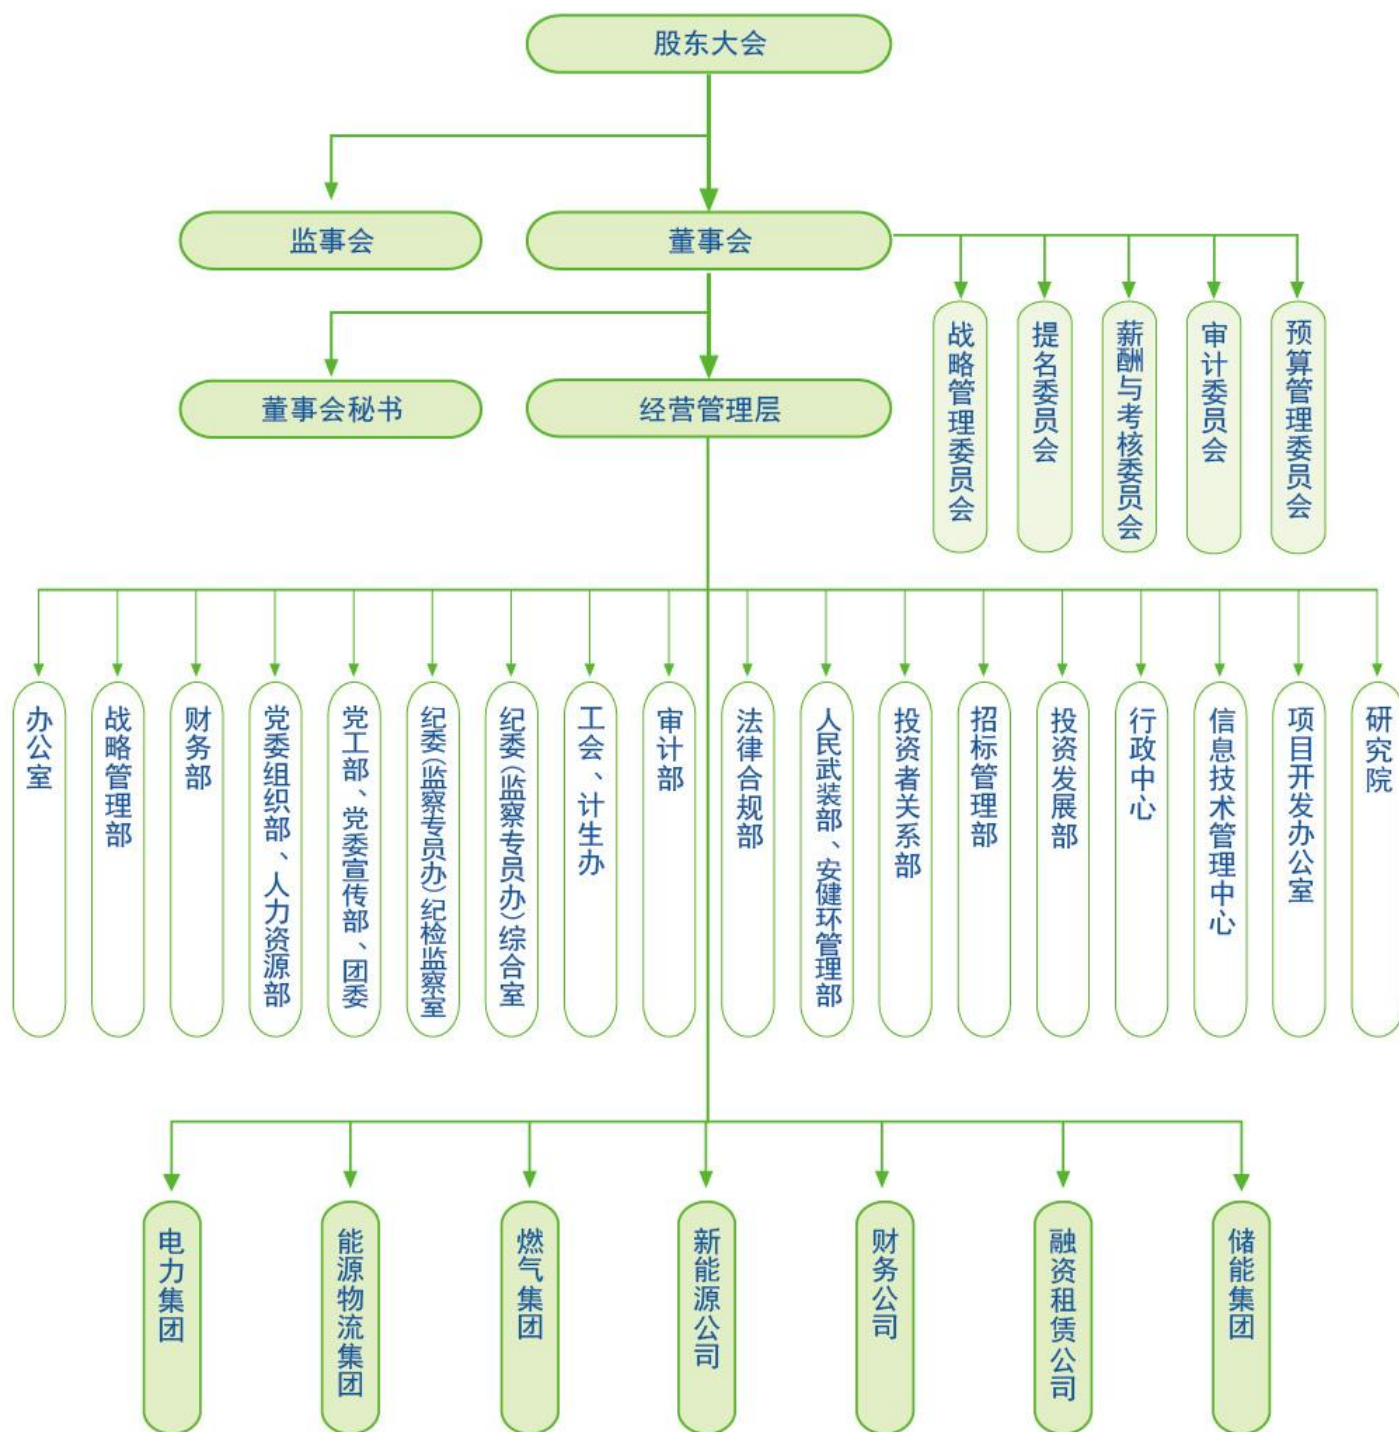 股东大会
监事会
董事会
董事会秘书
经营管理层
战略管理委员会
提名委员会
薪酬与考核委员会
审计委员会
预算管理委员会
办公室
战略管理部
财务部
党委组织部、人力资源部
党工部、党委宣传部、团委
纪委(监察专员办)纪检监察室
纪委(监察专员办)综合室
工会、计生办
审计部
法律合规部
人民武装部、安健环管理部
投资者关系部
招标管理部
投资发展部
行政中心
信息技术管理中心
项目开发办公室
研究院
电力集团
能源物流集团
燃气集团
新能源公司
财务公司
融资租赁公司
储能集团